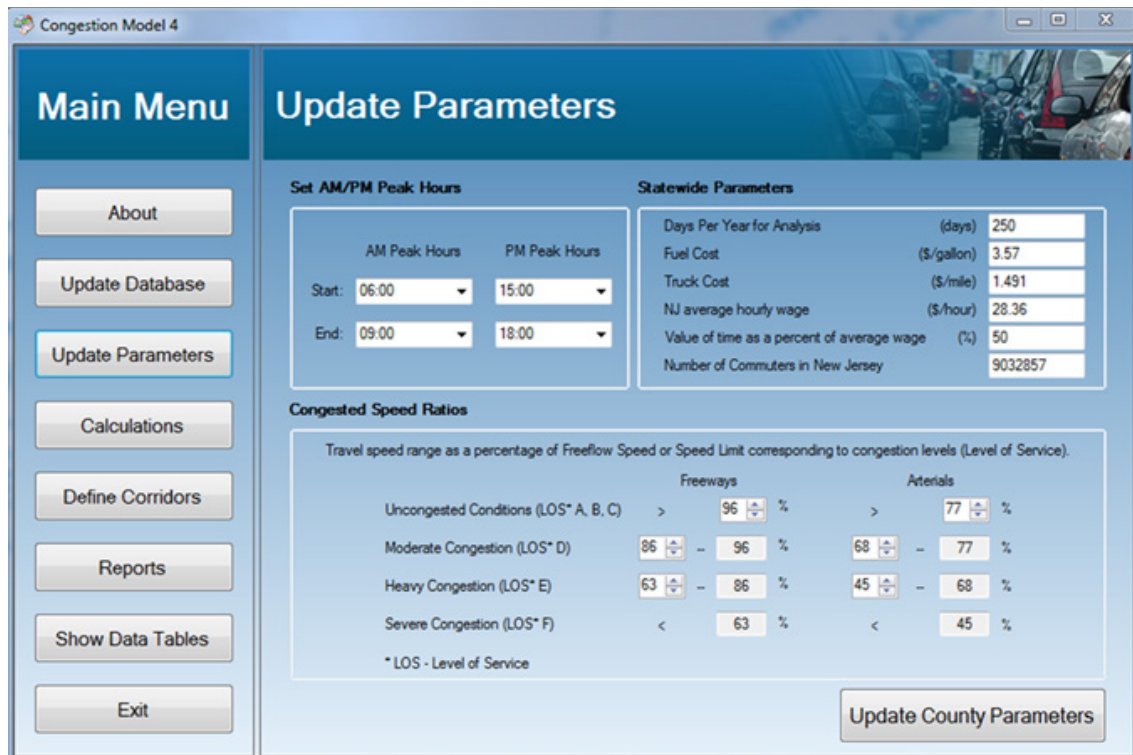 Congestion Model 4
Main Menu
Update Parameters
About
Update Database
Update Parameters
Calculations
Define Corridors
Reports
Show Data Tables
Exit
Set AM/PM Peak Hours
AM Peak Hours PM Peak Hours
Start: 06:00 15:00
End: 09:00 18:00
Statewide Parameters
Days Per Year for Analysis (days) 250
Fuel Cost ($/gallon) 3.57
Truck Cost ($/mile) 1.491
NJ average hourly wage ($/hour) 28.36
Value of time as a percent of average wage (%) 50
Number of Commuters in New Jersey 9032857
Congested Speed Ratios
Travel speed range as a percentage of Freeflow Speed or Speed Limit corresponding to congestion levels (Level of Service).
Freeways Arterials
Uncongested Conditions (LOS* A, B, C) > 96 % > 77 %
Moderate Congestion (LOS* D) 86 -- 96 % 68 -- 77 %
Heavy Congestion (LOS* E) 63 -- 86 % 45 -- 68 %
Severe Congestion (LOS* F) < 63 % < 45 %
* LOS - Level of Service
Update County Parameters